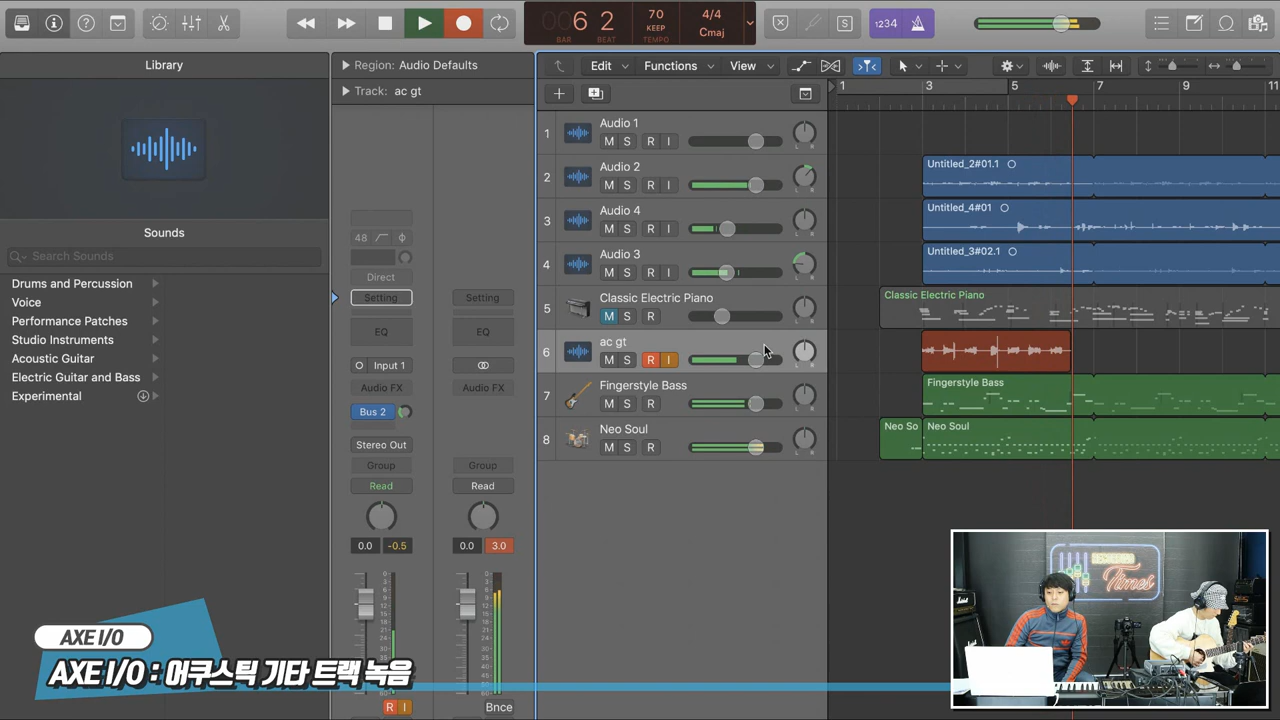 6 2
BAR BEAT
70
KEEP
TEMPO
4/4
Cmaj
1234
Library
Sounds
Search Sounds
Drums and Percussion
Voice
Performance Patches
Studio Instruments
Acoustic Guitar
Electric Guitar and Bass
Experimental
Region: Audio Defaults
Track: ac gt
48
Direct
Setting
EQ
Input 1
Audio FX
Bus 2
Stereo Out
Group
Read
0.0 -0.5
R I
Setting
EQ
Audio FX
Group
Read
0.0 3.0
Bnce
Edit Functions View
1 3 5 7 9 11
1 Audio 1
M S R I
2 Audio 2
M S R I
3 Audio 4
M S R I
4 Audio 3
M S R I
5 Classic Electric Piano
M S R
6 ac gt
M S R I
7 Fingerstyle Bass
M S R
8 Neo Soul
M S R
Untitled_2#01.1
Untitled_4#01
Untitled_3#02.1
Classic Electric Piano
Fingerstyle Bass
Neo So Neo Soul
Times
AXE I/O
AXE I/O : 어쿠스틱 기타 트랙 녹음